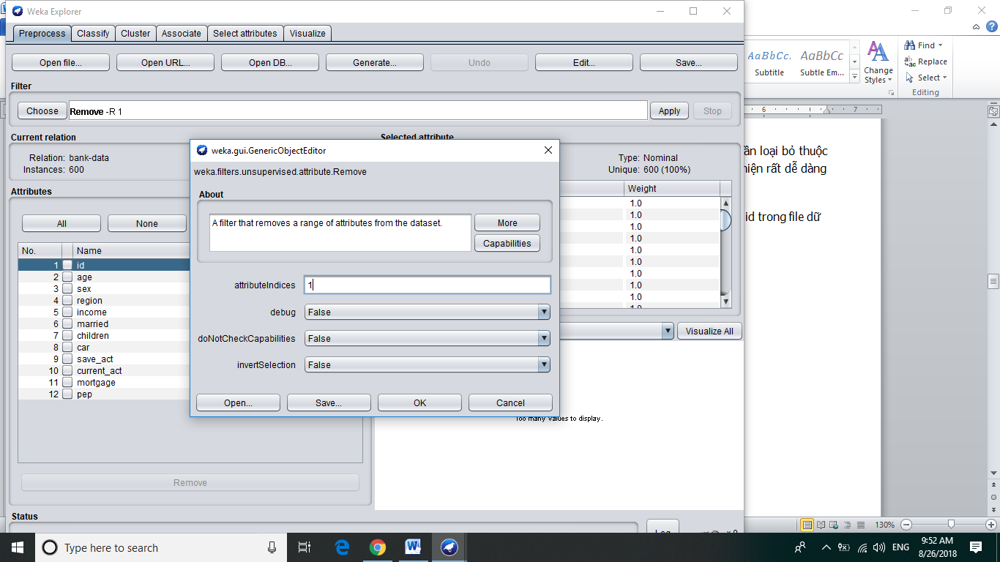 Weka Explorer
Preprocess Classify Cluster Associate Select attributes Visualize
Open file... Open URL... Open DB... Generate... Undo Edit... Save...
Filter
Choose Remove -R 1 Apply Stop
Current relation
Relation: bank-data
Instances: 600
Attributes
All None
No. Name
1 id
2 age
3 sex
4 region
5 income
6 married
7 children
8 car
9 save_act
10 current_act
11 mortgage
12 pep
Remove
Status
Selected attribute
Type: Nominal
Unique: 600 (100%)
Weight
1.0
1.0
1.0
1.0
1.0
1.0
1.0
1.0
1.0
1.0
Visualize All
Too many values to display.
Log
x 0
weka.gui.GenericObjectEditor
weka.filters.unsupervised.attribute.Remove
About
A filter that removes a range of attributes from the dataset.
More
Capabilities
attributeIndices 1
debug False
doNotCheckCapabilities False
invertSelection False
Open... Save... OK Cancel
AaBbCc. AaBbCc
Subtitle Subtle Em...
Change
Styles
Find
Replace
Select
Editing
6 7
loại bỏ thuộc
rất dễ dàng
id trong file dữ
130%
Type here to search
ENG
9:52 AM
8/26/2018